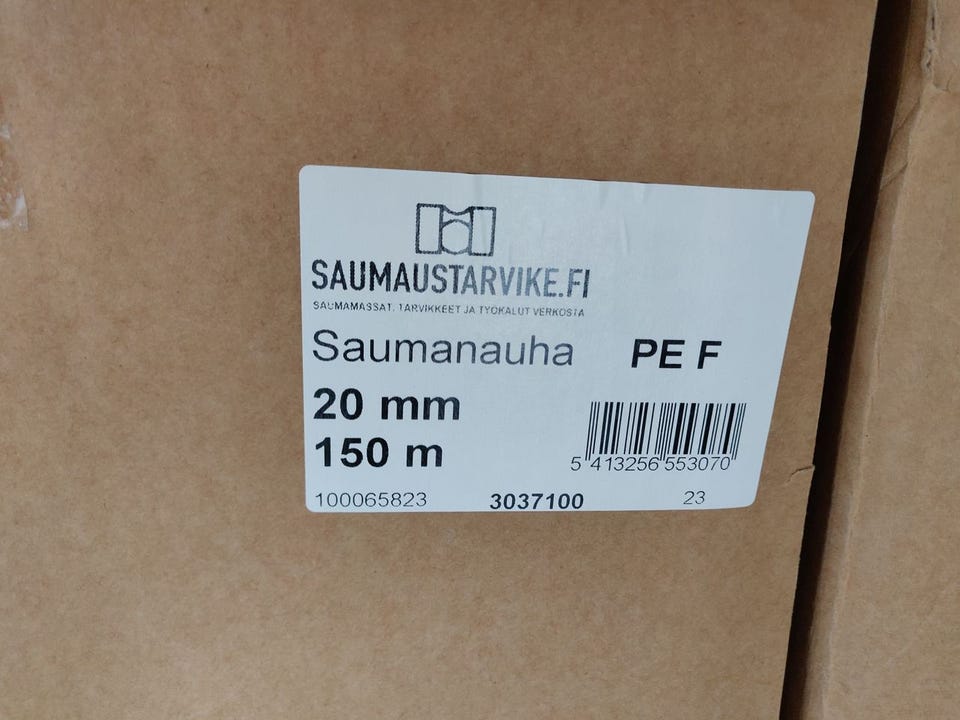 SAUMAUSTARVIKE.FI
SAUMAMASSAT, TARVIKKEET JA TYÖKALUT VERKOSTA
Saumanauha PE F
20 mm
150 m
5 413256 553070
100065823 3037100 23